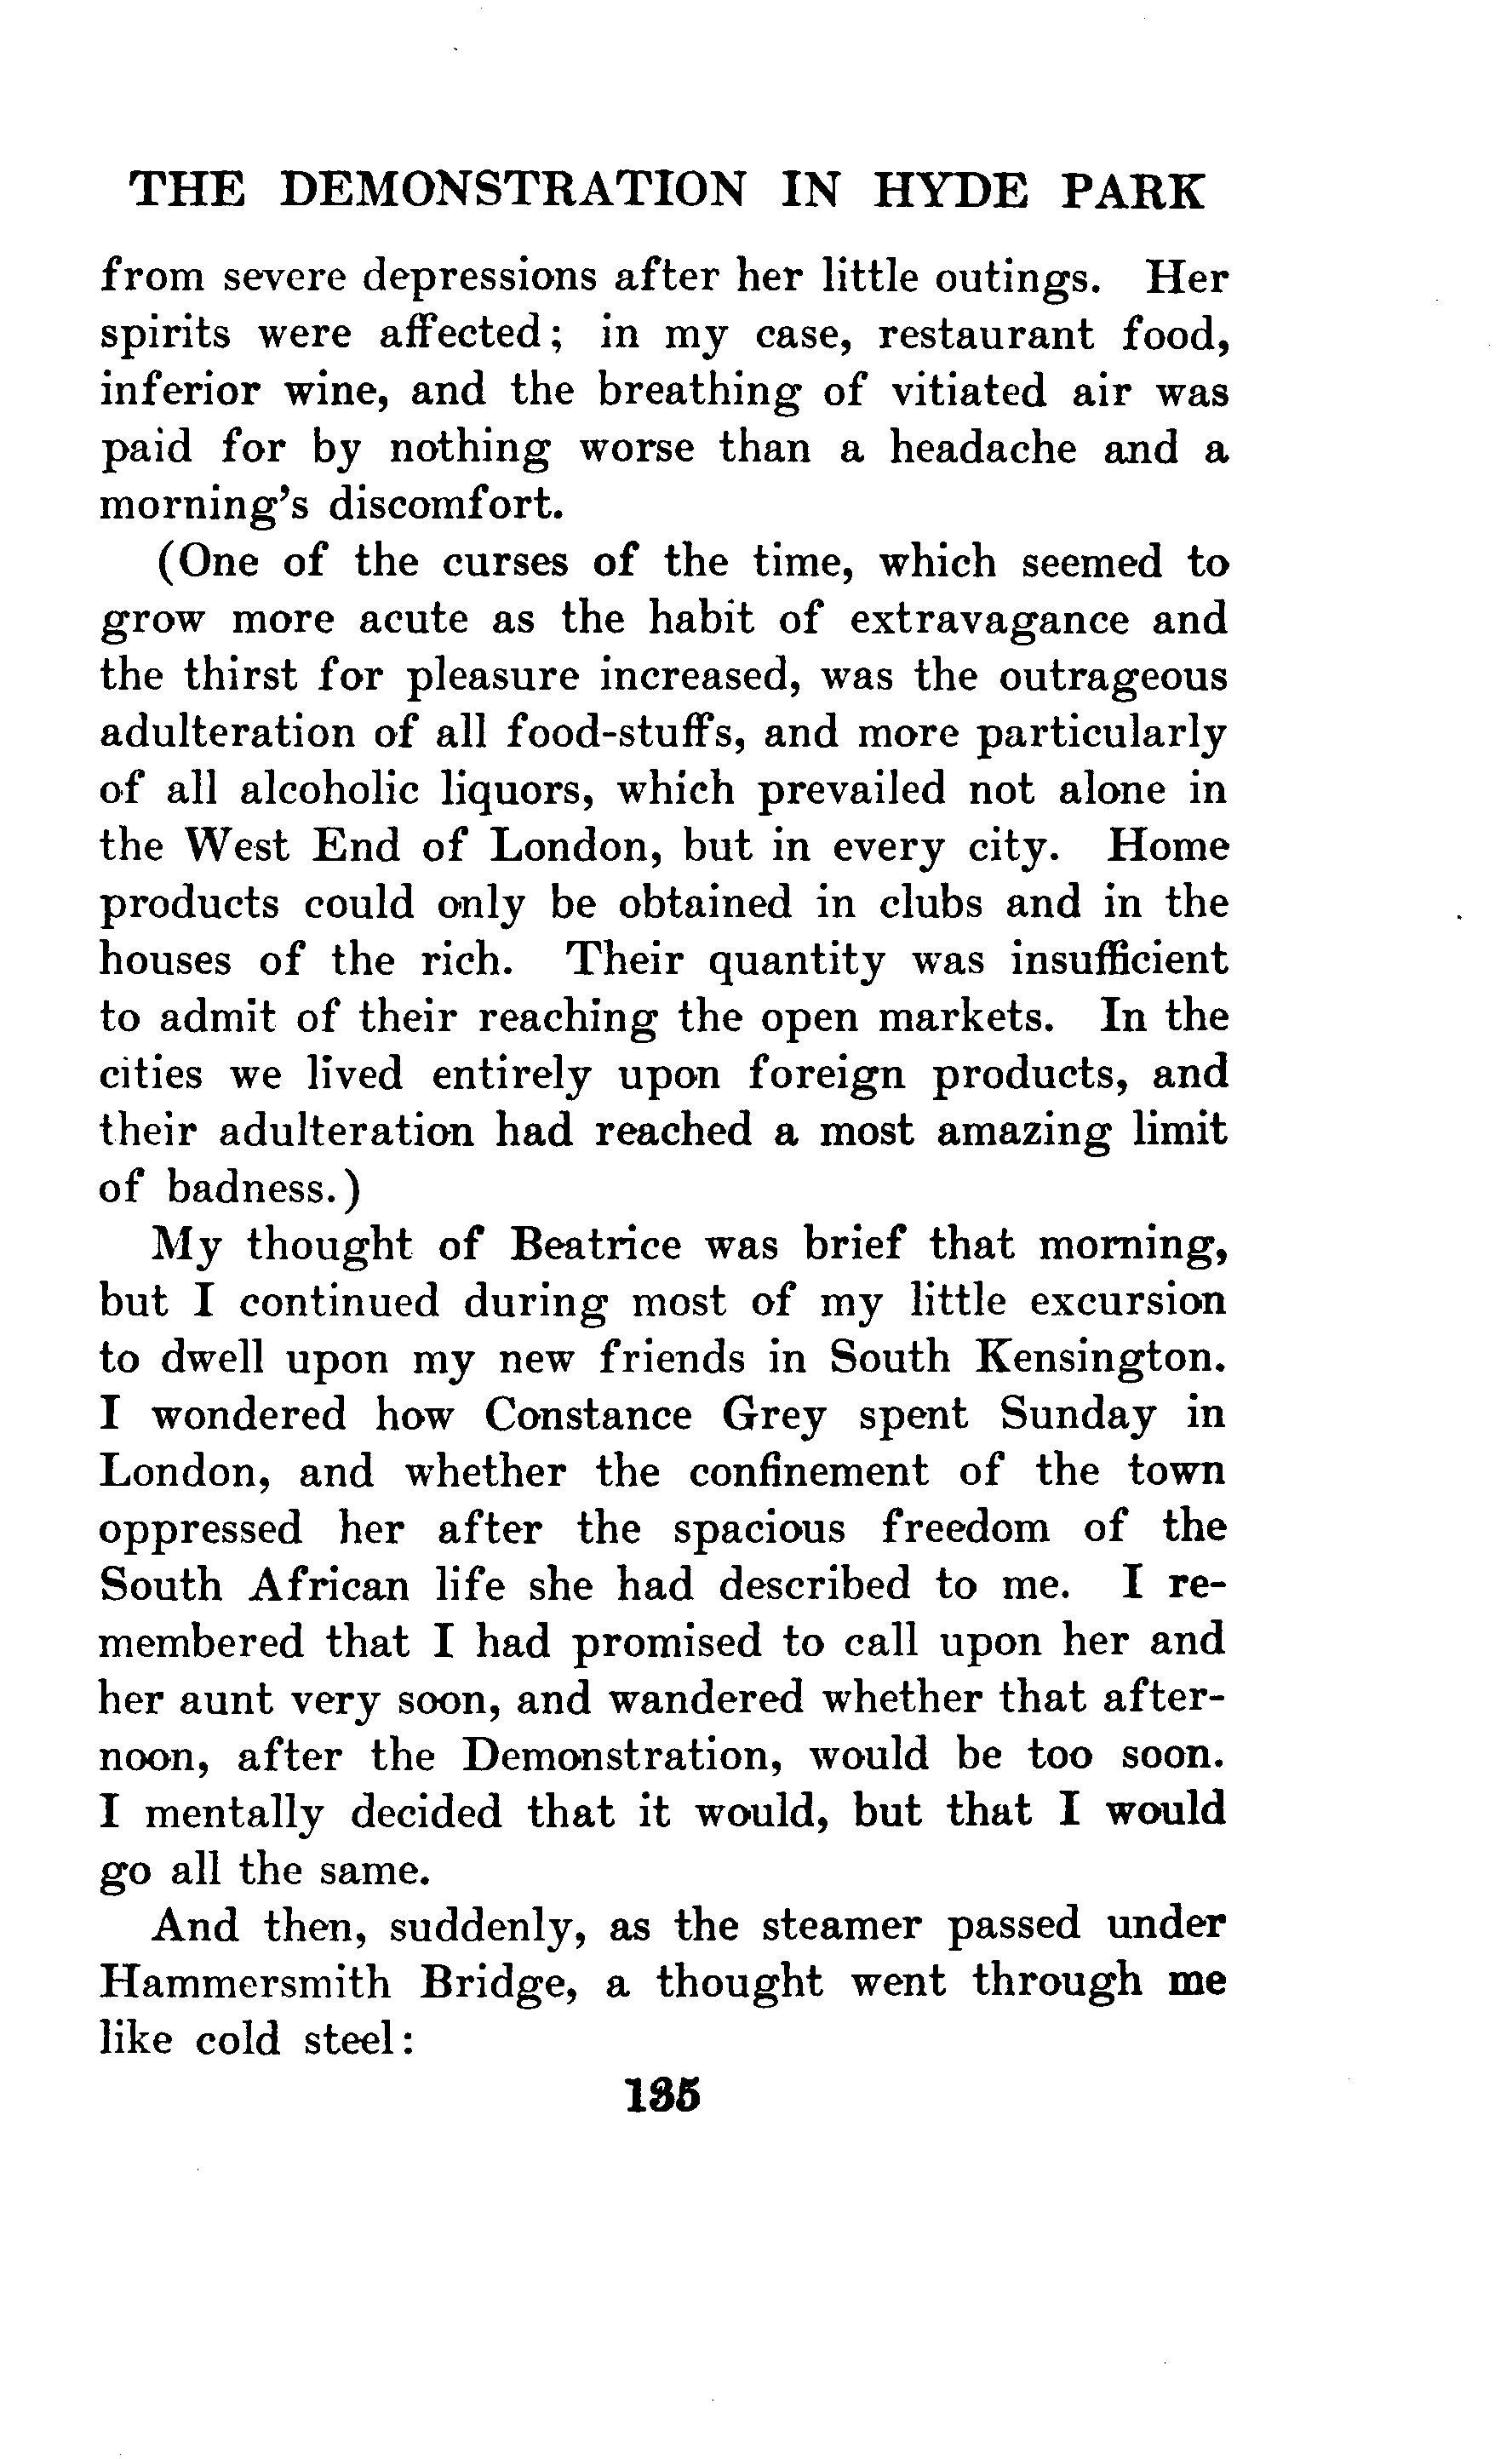 THE DEMONSTRATION IN HYDE PARK
from severe depressions after her little outings. Her
spirits were affected; in my case, restaurant food,
inferior wine, and the breathing of vitiated air was
paid for by nothing worse than a headache and a
morning's discomfort.
(One of the curses of the time, which seemed to
grow more acute as the habit of extravagance and
the thirst for pleasure increased, was the outrageous
adulteration of all food-stuffs, and more particularly
of all alcoholic liquors, which prevailed not alone in
the West End of London, but in every city. Home
products could only be obtained in clubs and in the
houses of the rich. Their quantity was insufficient
to admit of their reaching the open markets. In the
cities we lived entirely upon foreign products, and
their adulteration had reached a most amazing limit
of badness.)
My thought of Beatrice was brief that morning,
but I continued during most of my little excursion
to dwell upon my new friends in South Kensington.
I wondered how Constance Grey spent Sunday in
London, and whether the confinement of the town
oppressed her after the spacious freedom of the
South African life she had described to me. I re-
membered that I had promised to call upon her and
her aunt very soon, and wandered whether that after-
noon, after the Demonstration, would be too soon.
I mentally decided that it would, but that I would
go all the same.
And then, suddenly, as the steamer passed under
Hammersmith Bridge, a thought went through me
like cold steel:
135